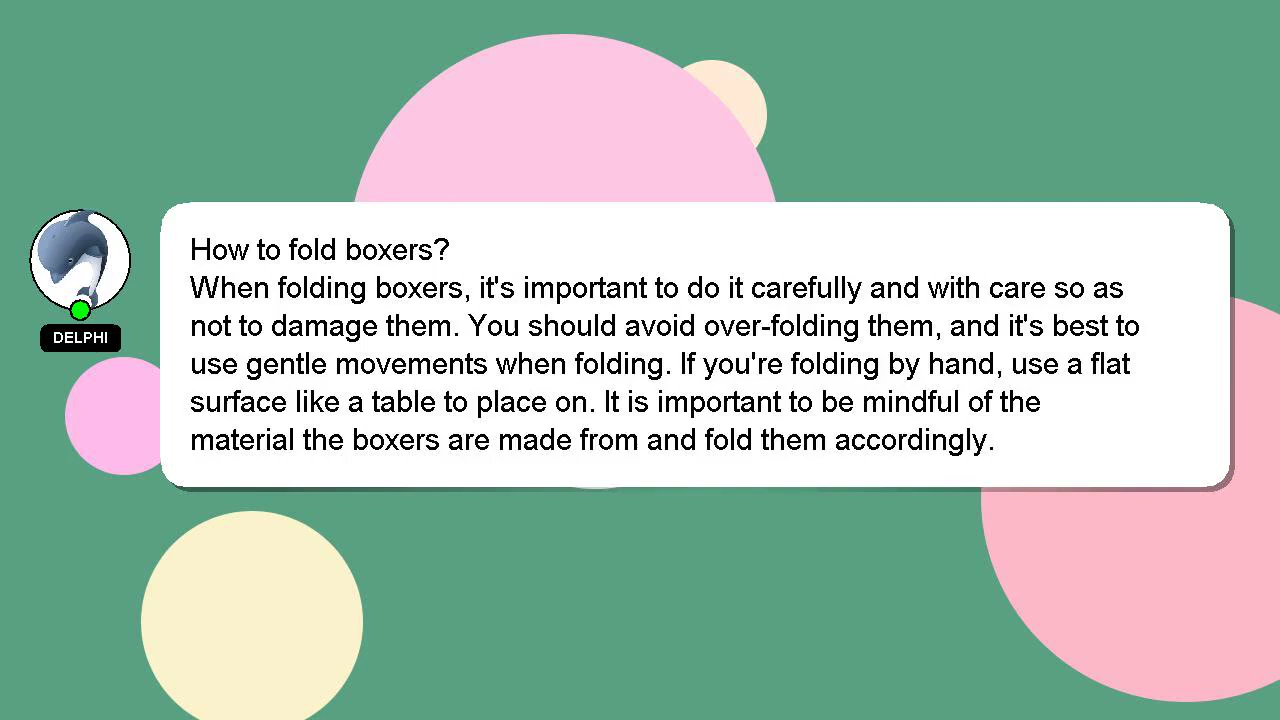 How to fold boxers?
When folding boxers, it's important to do it carefully and with care so as
not to damage them. You should avoid over-folding them, and it's best to
use gentle movements when folding. If you're folding by hand, use a flat
surface like a table to place on. It is important to be mindful of the
material the boxers are made from and fold them accordingly.
DELPHI